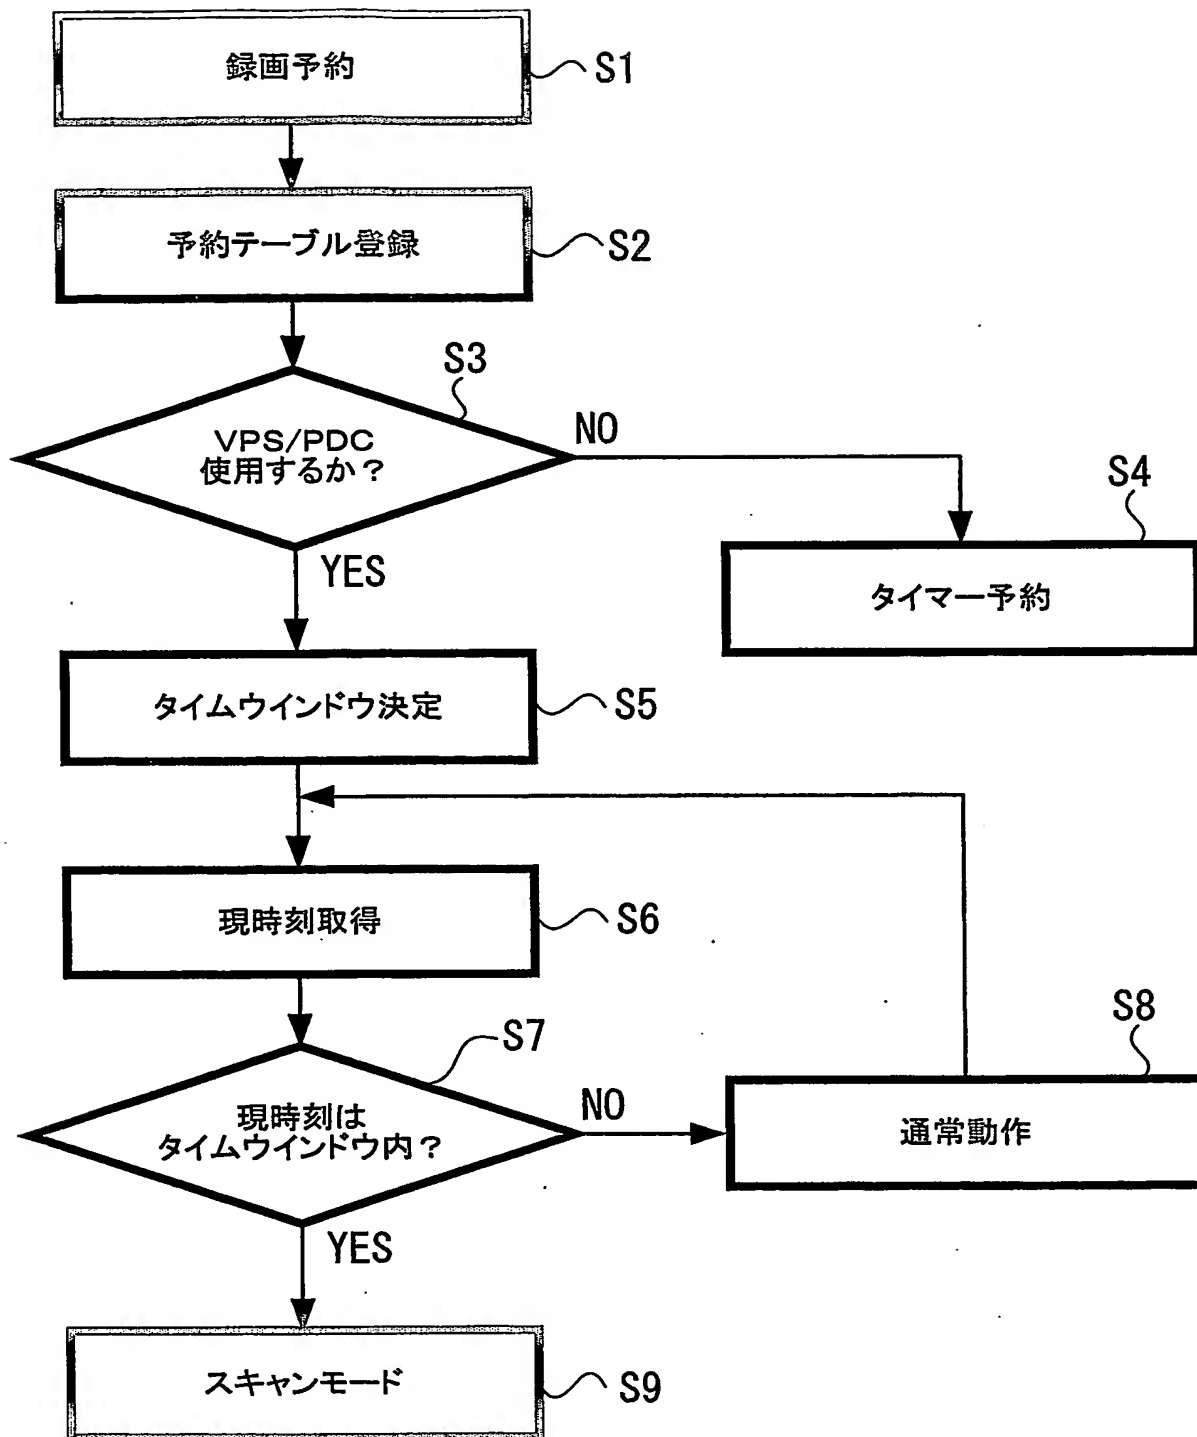 録画予約
S1
予約テーブル登録
S2
S3
VPS/PDC
使用するか？
NO
S4
タイマー予約
YES
タイムウインドウ決定
S5
現時刻取得
S6
S7
現時刻は
タイムウインドウ内？
NO
S8
通常動作
YES
スキャンモード
S9